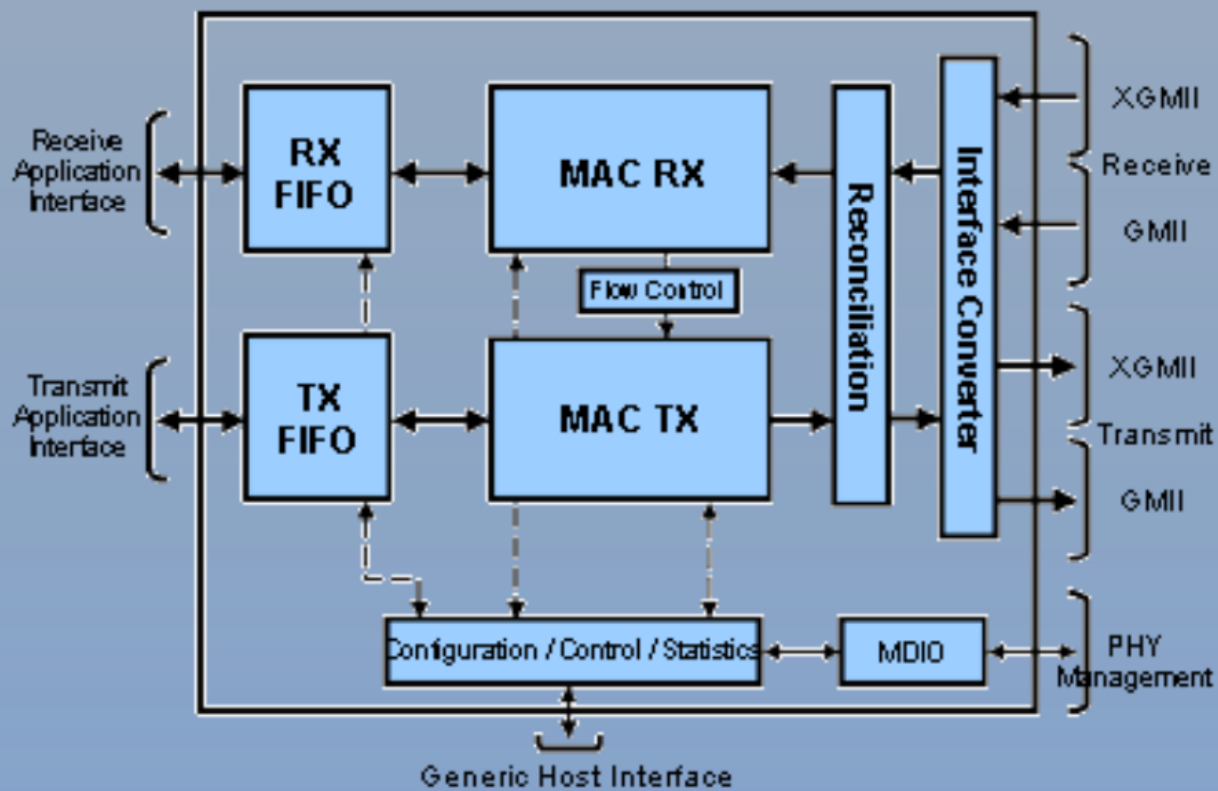 XGMII
Receive
Application
Interface
RX
FIFO
MAC RX
Reconciliation
Interface Converter
Receive
GMII
Flow Control
Transmit
Application
Interface
TX
FIFO
MAC TX
XGMII
Transmit
GMII
Configuration / Control / Statistics
MDIO
PHY
Management
Generic Host Interface